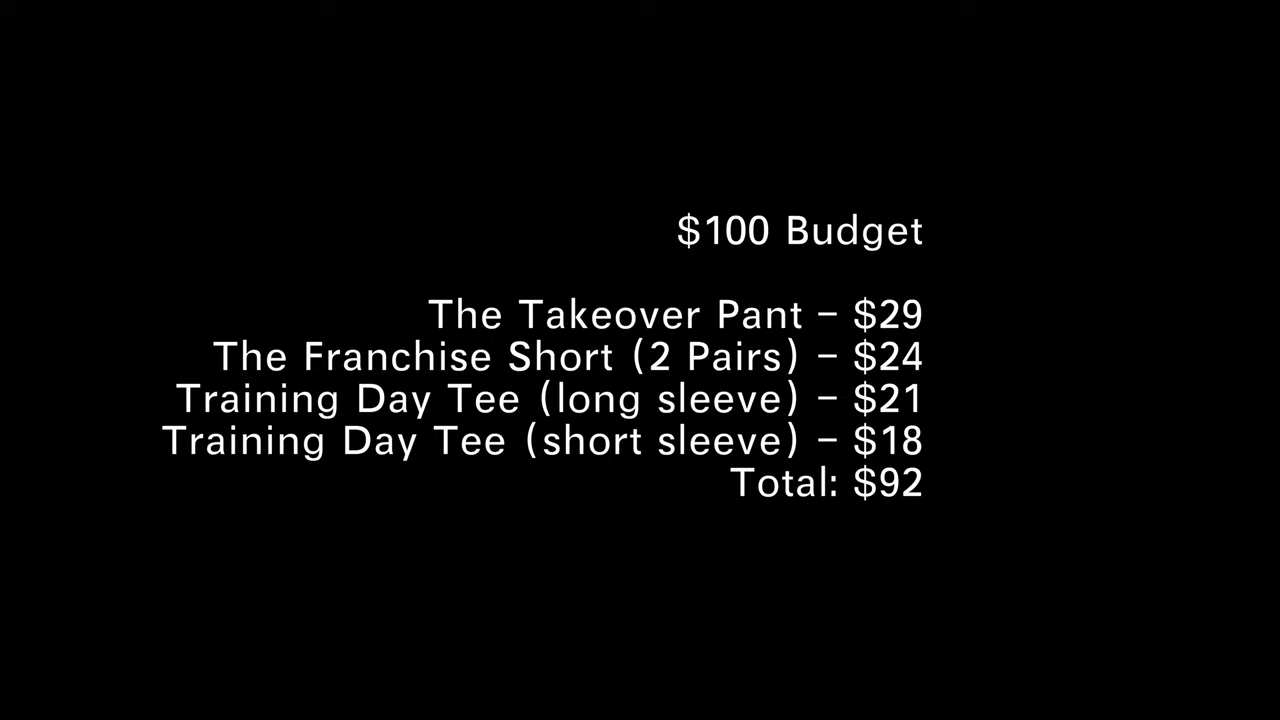 $100 Budget
The Takeover Pant – $29
The Franchise Short (2 Pairs) – $24
Training Day Tee (long sleeve) – $21
Training Day Tee (short sleeve) – $18
Total: $92